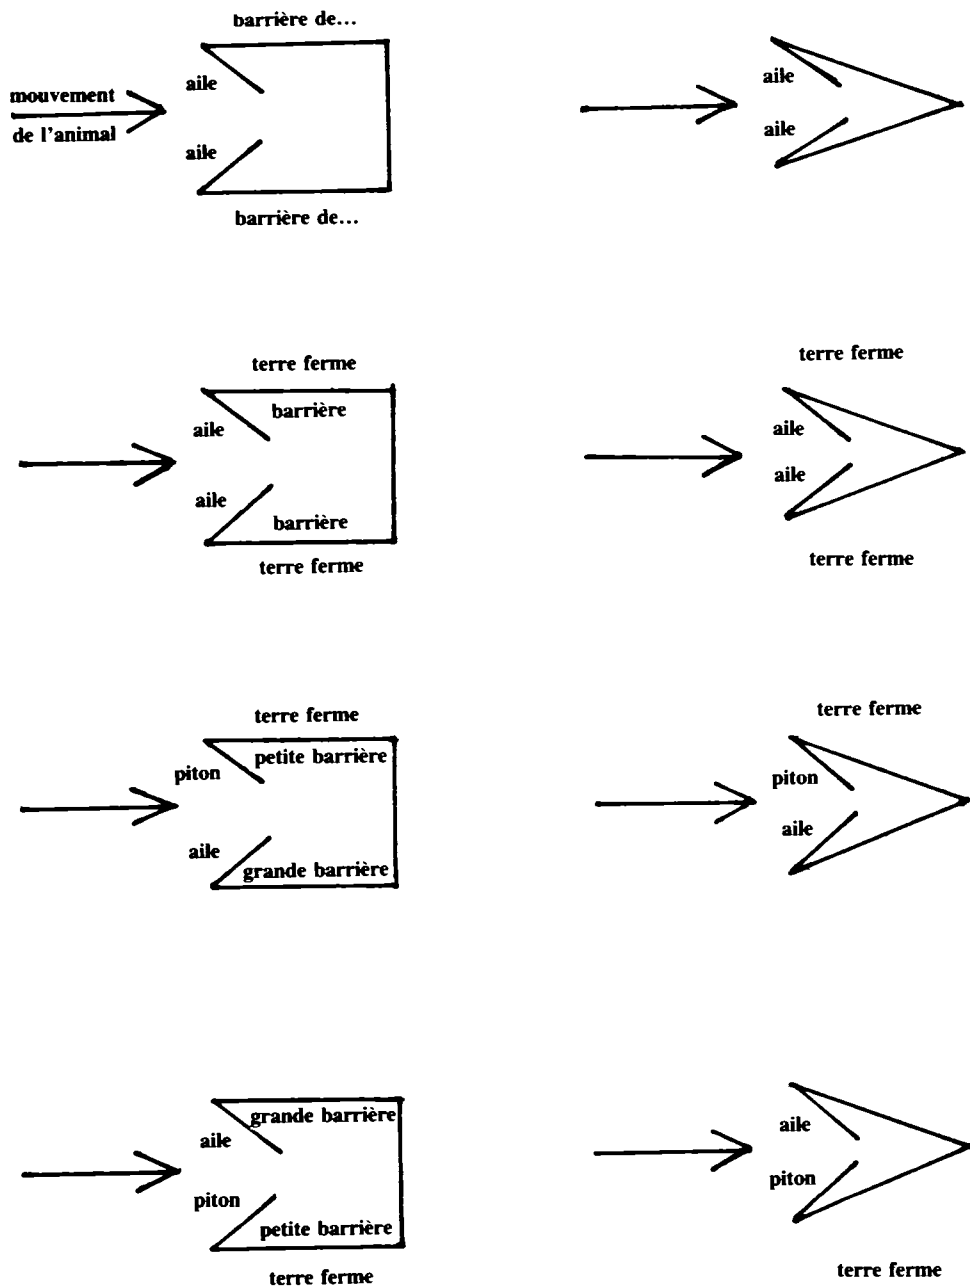 barrière de…
aile
mouvement
de l'animal
aile
barrière de…
aile
aile
terre ferme
barrière
aile
aile
barrière
terre ferme
terre ferme
aile
aile
terre ferme
terre ferme
petite barrière
piton
aile
grande barrière
terre ferme
piton
aile
grande barrière
aile
piton
petite barrière
terre ferme
aile
piton
terre ferme